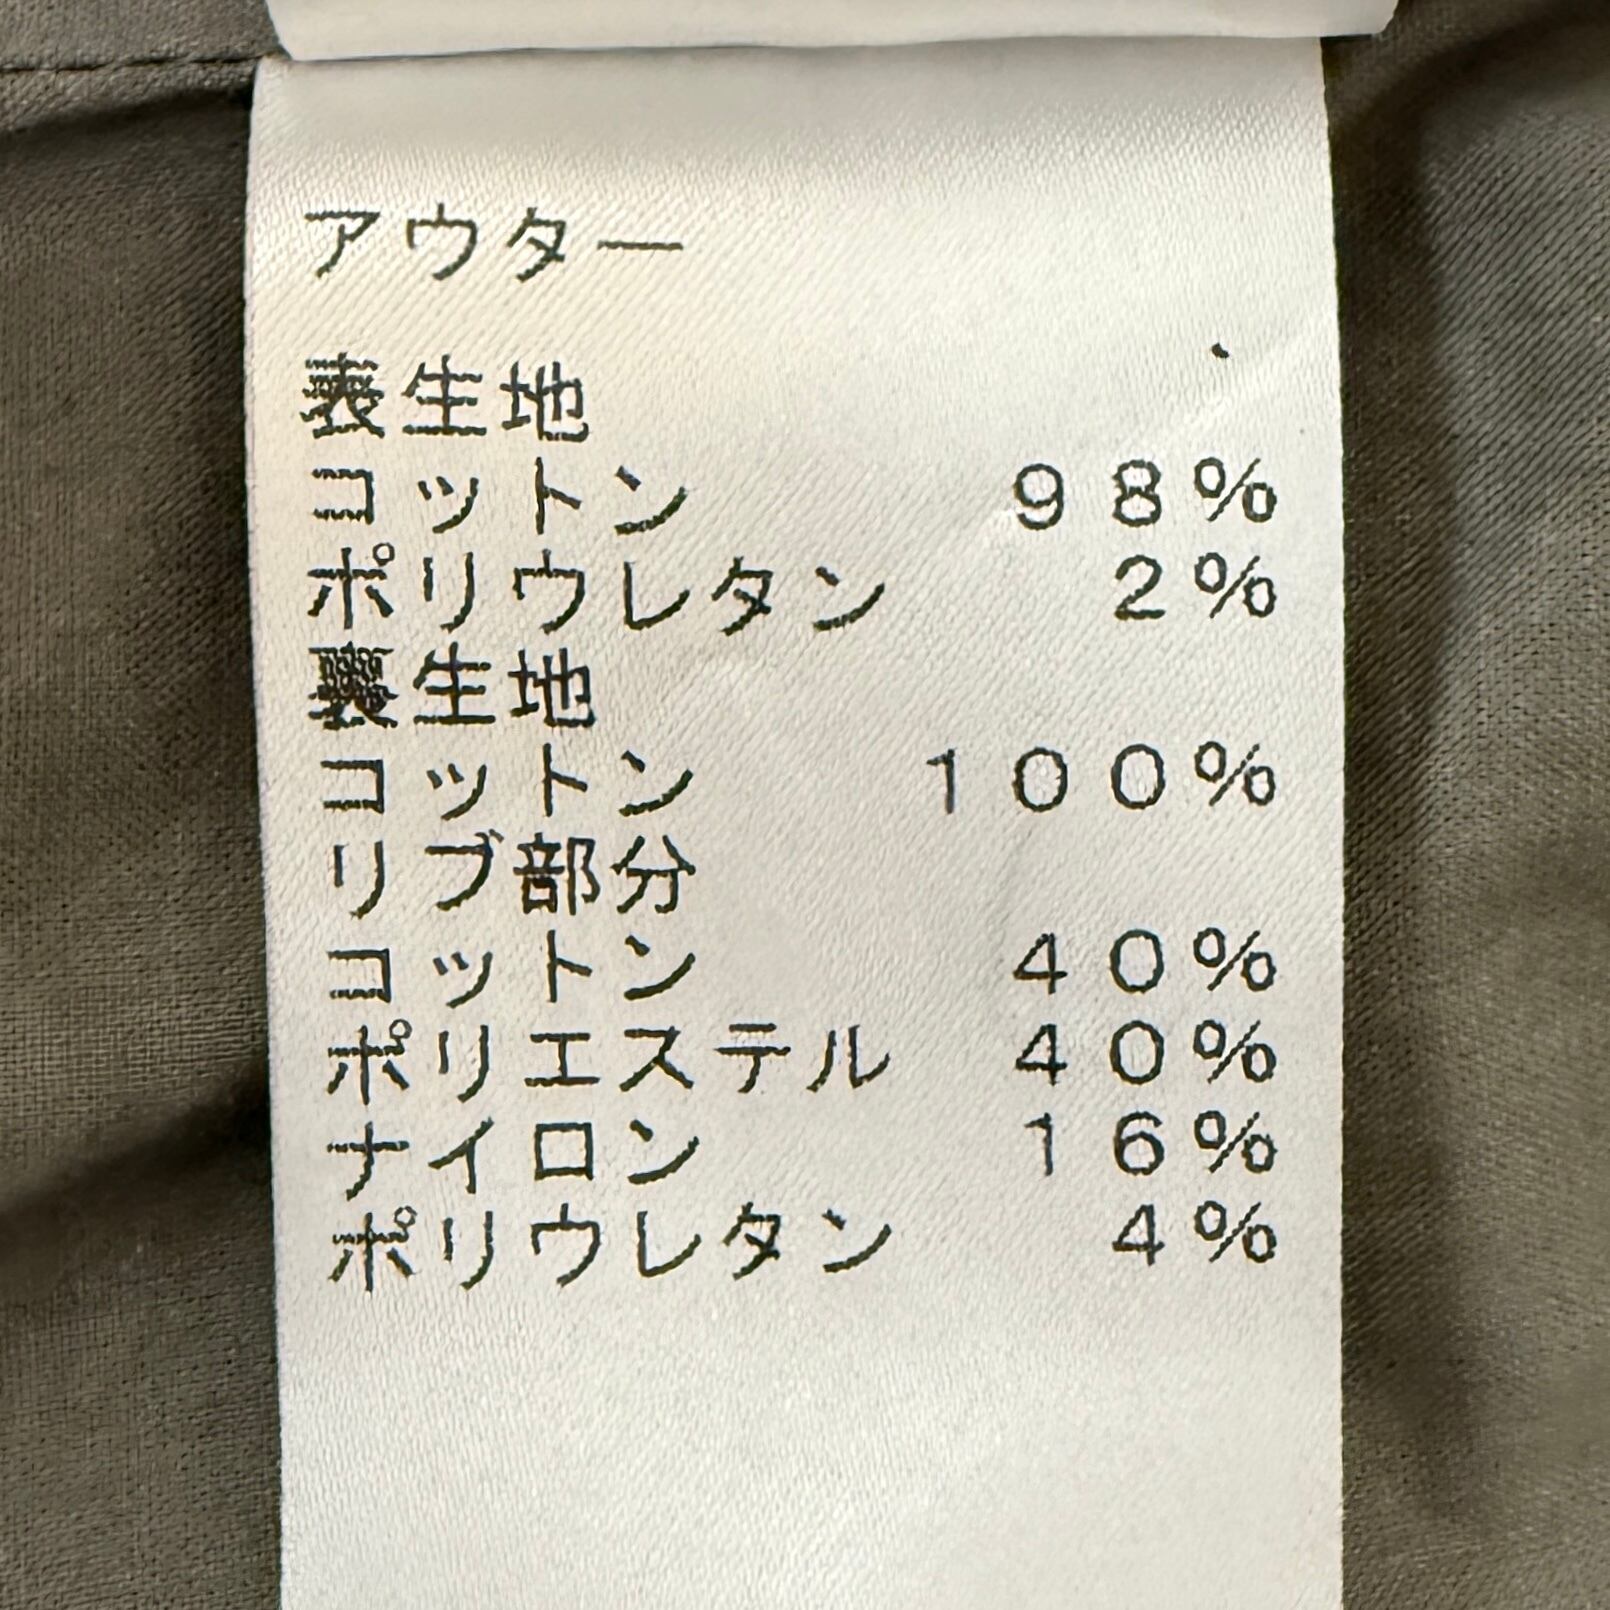 アウター
表生地
コットン 98%
ポリウレタン 2%
裏生地
コットン 100%
リブ部分
コットン 40%
ポリエステル 40%
ナイロン 16%
ポリウレタン 4%